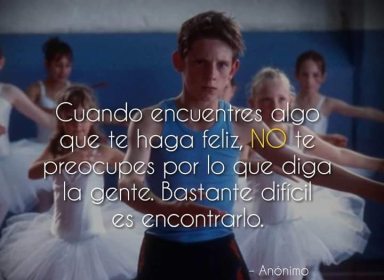 Cuando encuentres algo
que te haga feliz, NO te
preocupes por lo que diga
la gente. Bastante difícil
es encontrarlo.
- Anónimo